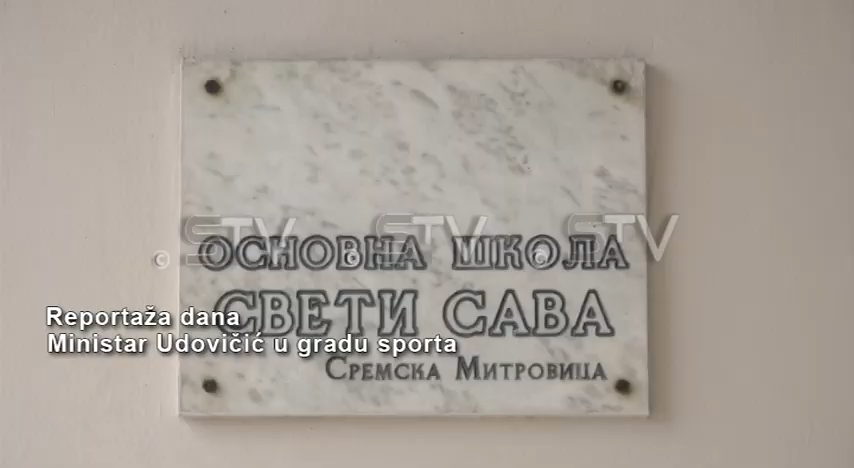 © STV © STV © STV
ОСНОВНА ШКОЛА
СВЕТИ САВА
Сремска Митровица
Reportaža dana
Ministar Udovičić u gradu sporta